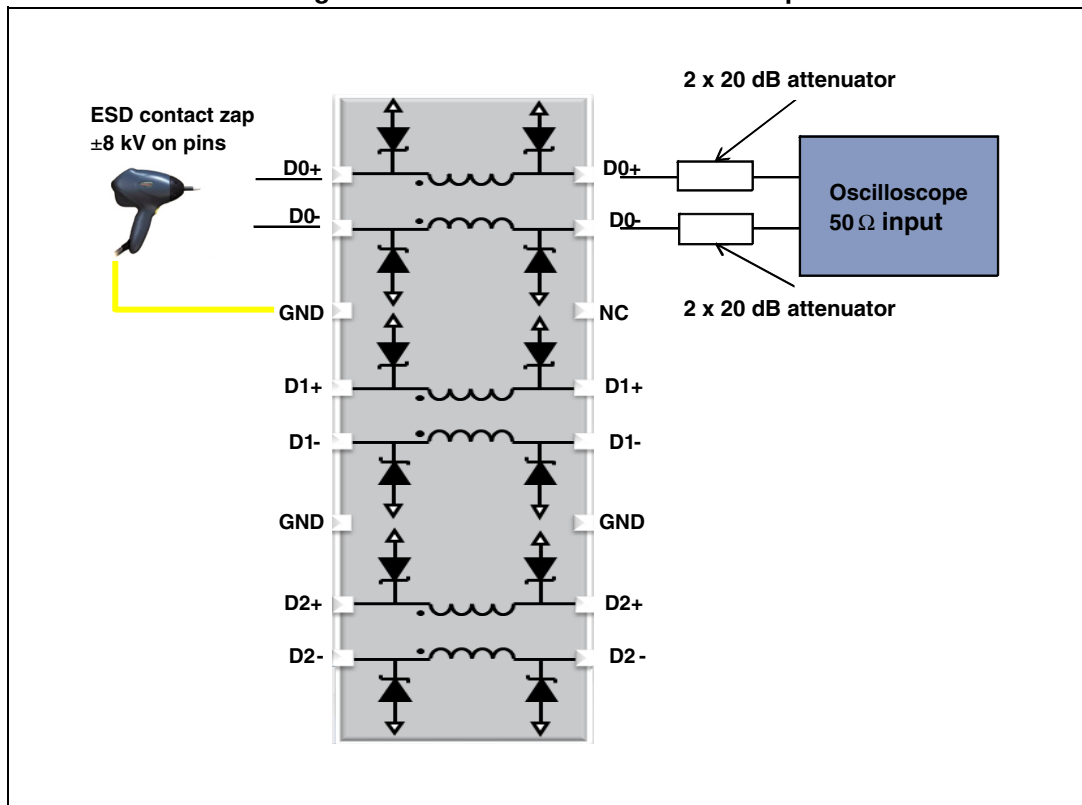 2 x 20 dB attenuator
ESD contact zap
±8 kV on pins
D0+
D0+
D0-
D0-
Oscilloscope
50 Ω input
2 x 20 dB attenuator
GND
NC
D1+
D1+
D1-
D1-
GND
GND
D2+
D2+
D2-
D2 -